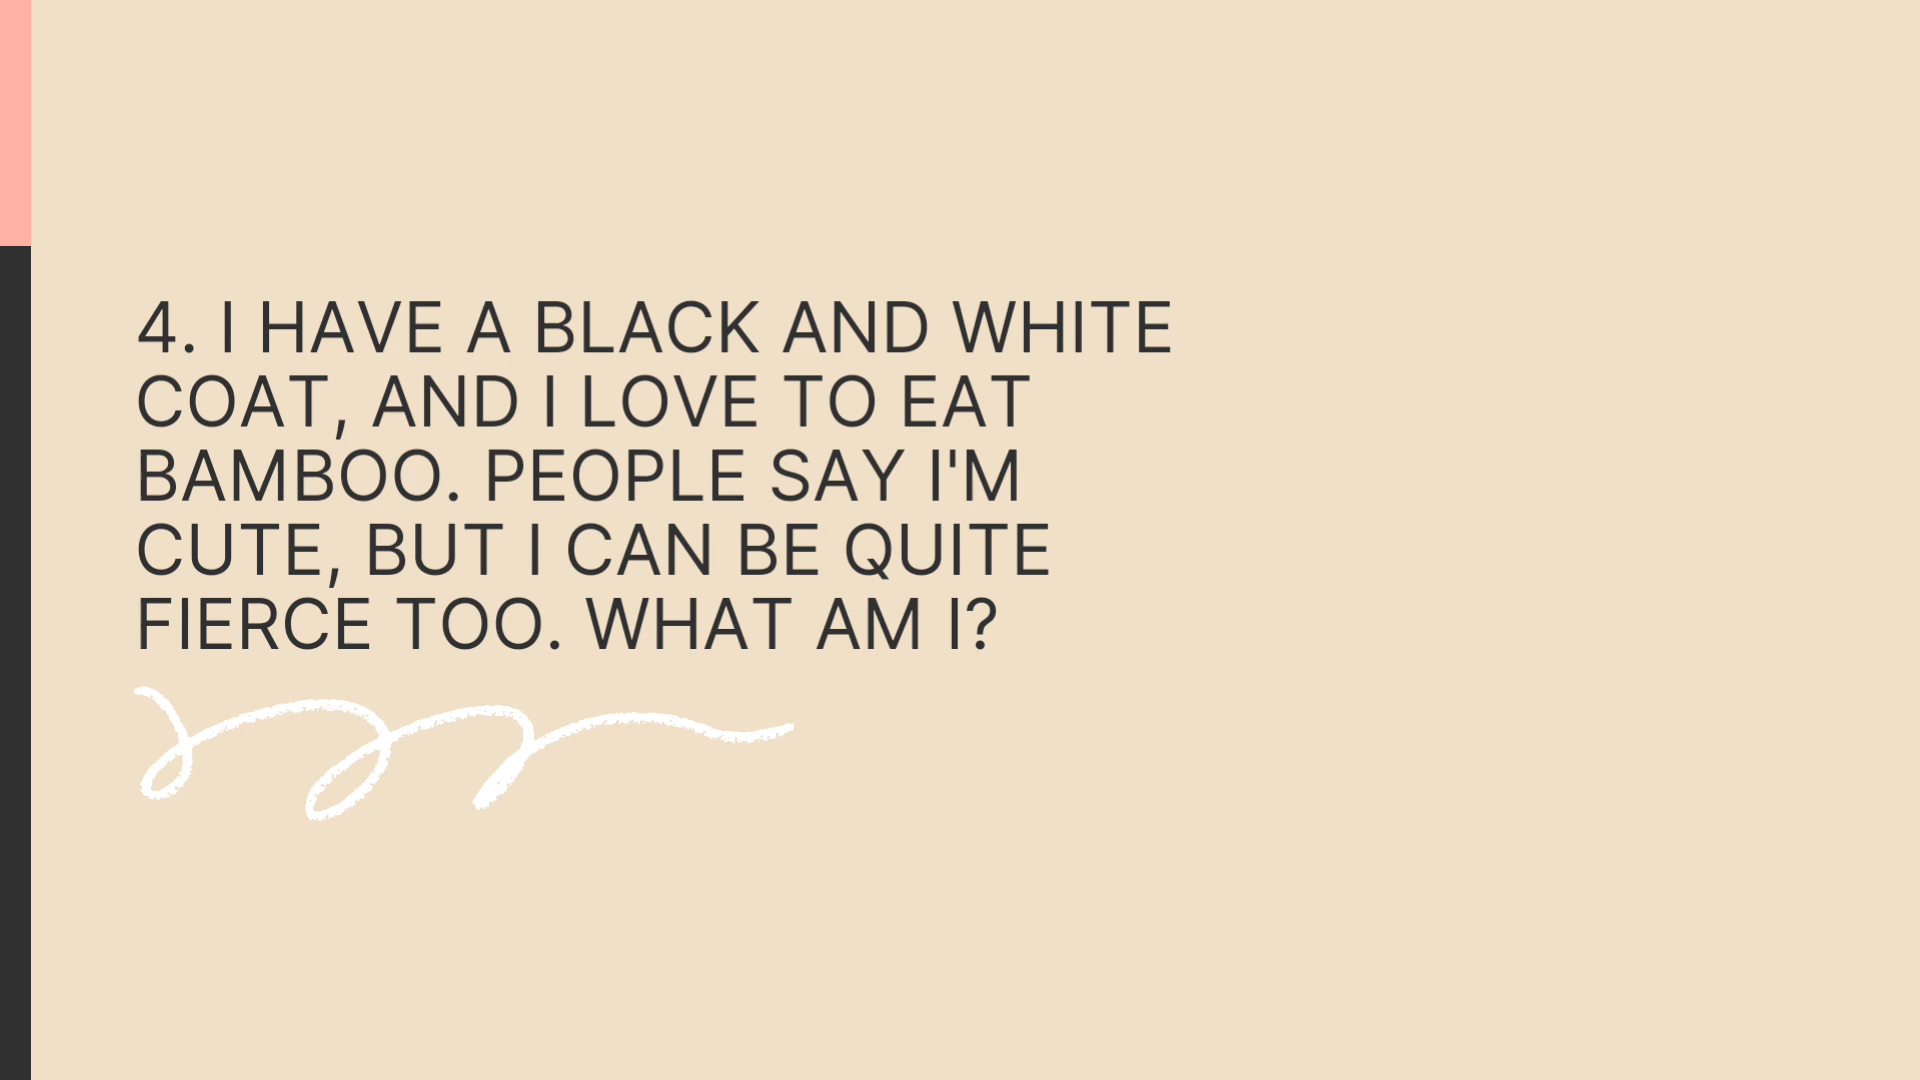 4. I HAVE A BLACK AND WHITE
COAT, AND I LOVE TO EAT
BAMBOO. PEOPLE SAY I'M
CUTE, BUT I CAN BE QUITE
FIERCE TOO. WHAT AM I?